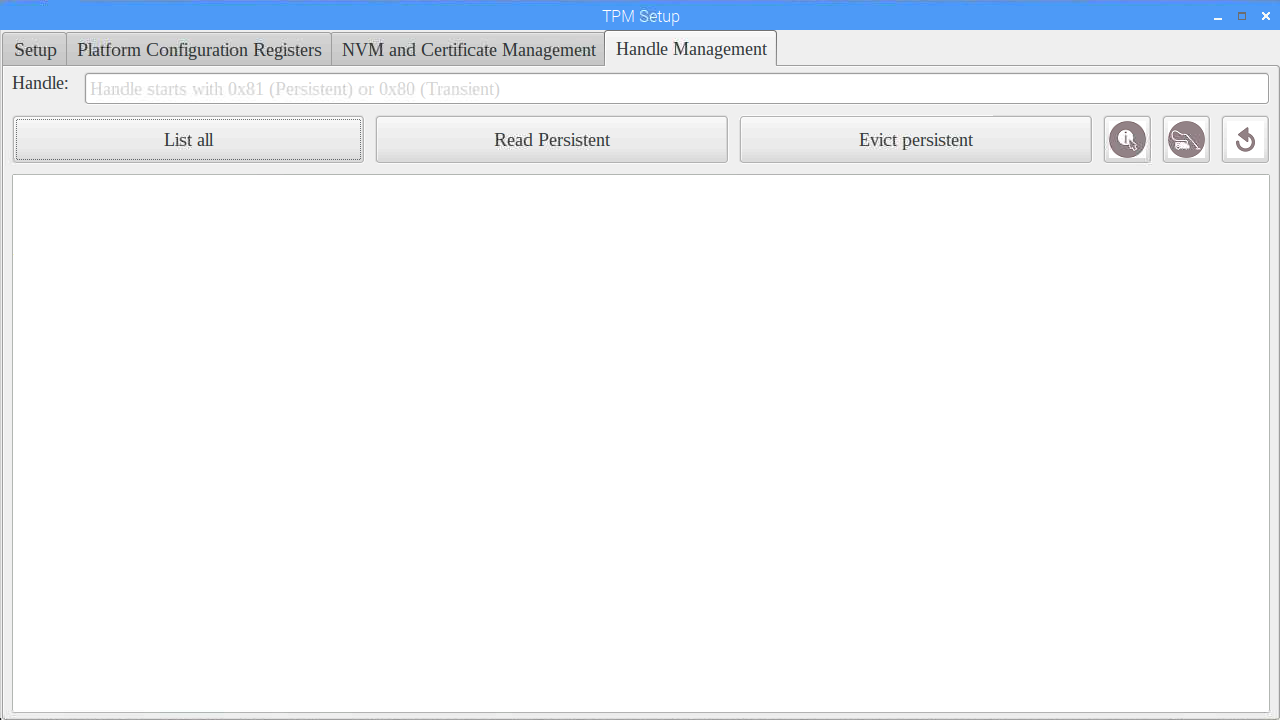 TPM Setup
Setup
Platform Configuration Registers
NVM and Certificate Management
Handle Management
Handle:
Handle starts with 0x81 (Persistent) or 0x80 (Transient)
List all
Read Persistent
Evict persistent